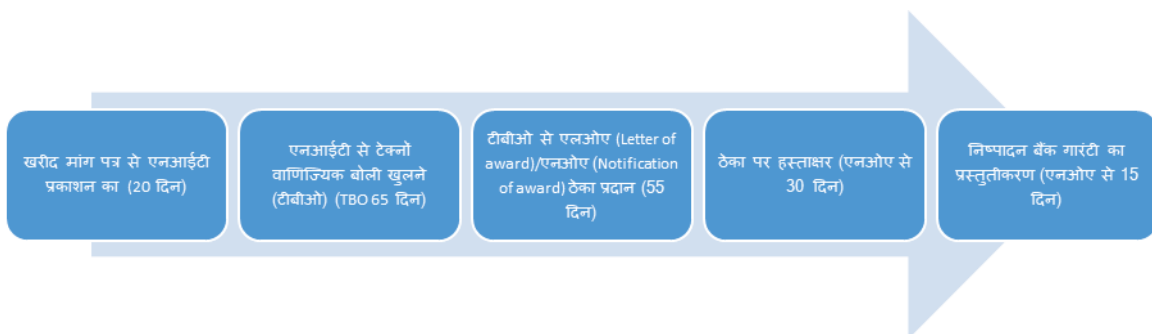 खरीद मांग पत्र से एनआईटी
प्रकाशन का (20 दिन)
एनआईटी से टेक्नो
वाणिज्यिक बोली खुलने
(टीबीओ) (TBO 65 दिन)
टीबीओ से एलओए (Letter of
award)/एनओए (Notification
of award) ठेका प्रदान (55
दिन)
ठेका पर हस्ताक्षर (एनओए से
30 दिन)
निष्पादन बैंक गारंटी का
प्रस्तुतीकरण (एनओए से 15
दिन)